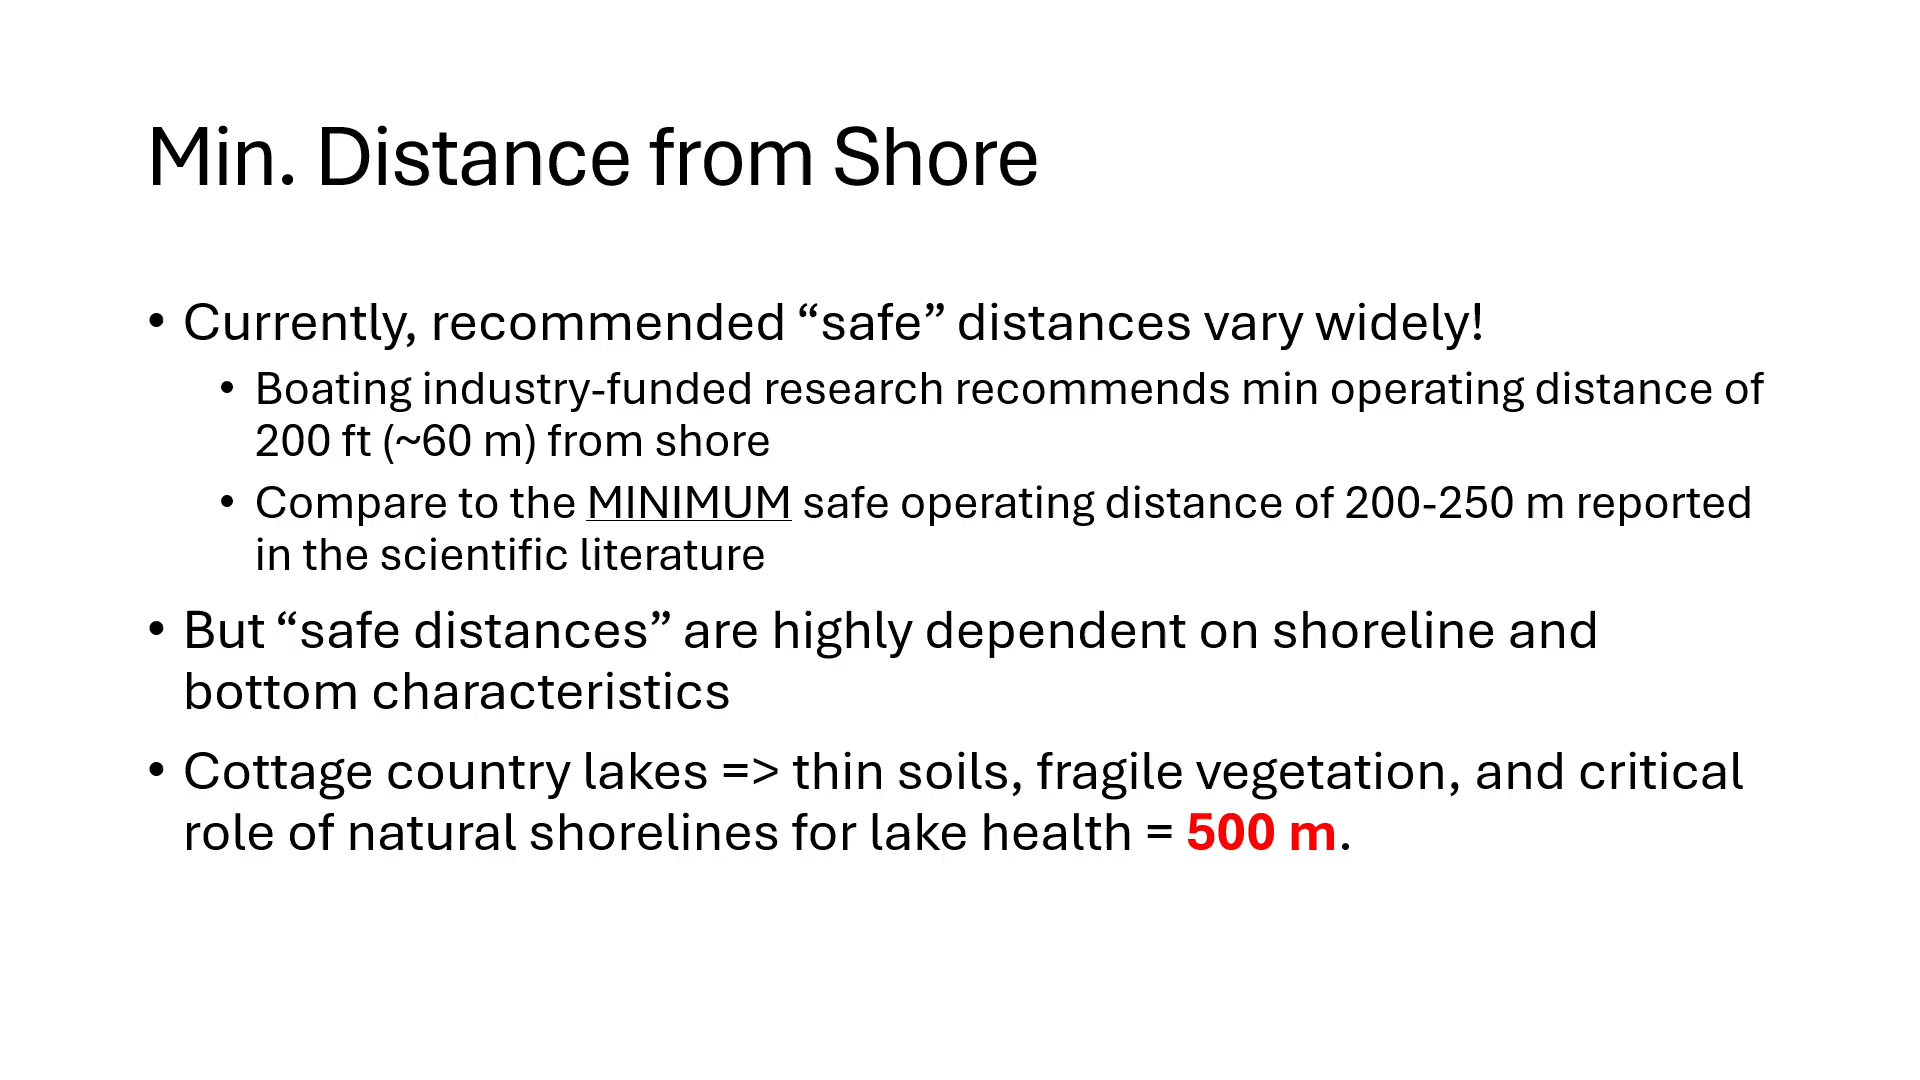 Min. Distance from Shore
• Currently, recommended “safe” distances vary widely!
• Boating industry-funded research recommends min operating distance of
200 ft (~60 m) from shore
• Compare to the MINIMUM safe operating distance of 200-250 m reported
in the scientific literature
• But “safe distances” are highly dependent on shoreline and
bottom characteristics
• Cottage country lakes => thin soils, fragile vegetation, and critical
role of natural shorelines for lake health = 500 m.